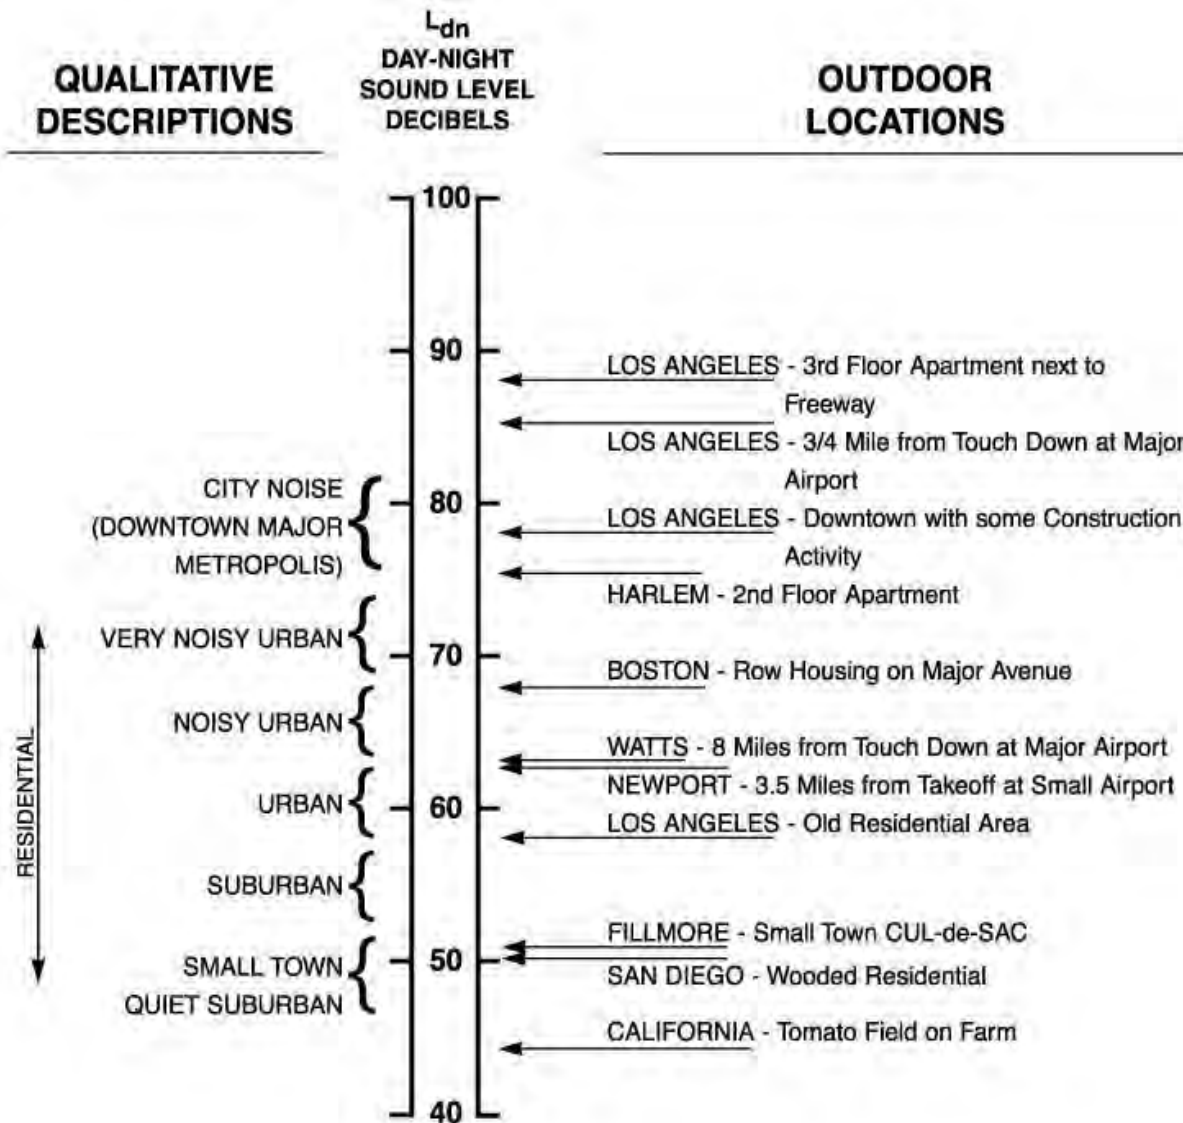 L_dn
DAY-NIGHT
SOUND LEVEL
DECIBELS
QUALITATIVE
DESCRIPTIONS
OUTDOOR
LOCATIONS
100
90
80
70
60
50
40
CITY NOISE
(DOWNTOWN MAJOR
METROPOLIS)
VERY NOISY URBAN
NOISY URBAN
URBAN
SUBURBAN
SMALL TOWN
QUIET SUBURBAN
RESIDENTIAL
LOS ANGELES - 3rd Floor Apartment next to
Freeway
LOS ANGELES - 3/4 Mile from Touch Down at Major
Airport
LOS ANGELES - Downtown with some Construction
Activity
HARLEM - 2nd Floor Apartment
BOSTON - Row Housing on Major Avenue
WATTS - 8 Miles from Touch Down at Major Airport
NEWPORT - 3.5 Miles from Takeoff at Small Airport
LOS ANGELES - Old Residential Area
FILLMORE - Small Town CUL-de-SAC
SAN DIEGO - Wooded Residential
CALIFORNIA - Tomato Field on Farm